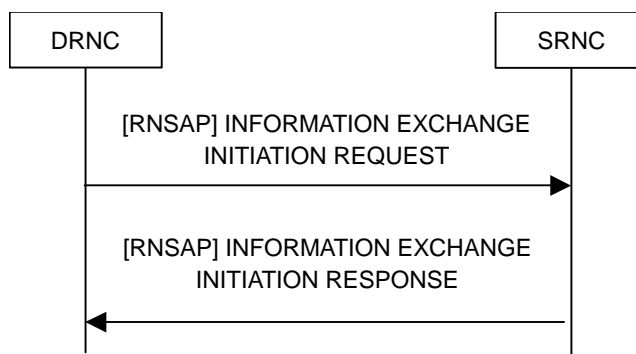 DRNC
SRNC
[RNSAP] INFORMATION EXCHANGE
INITIATION REQUEST
[RNSAP] INFORMATION EXCHANGE
INITIATION RESPONSE